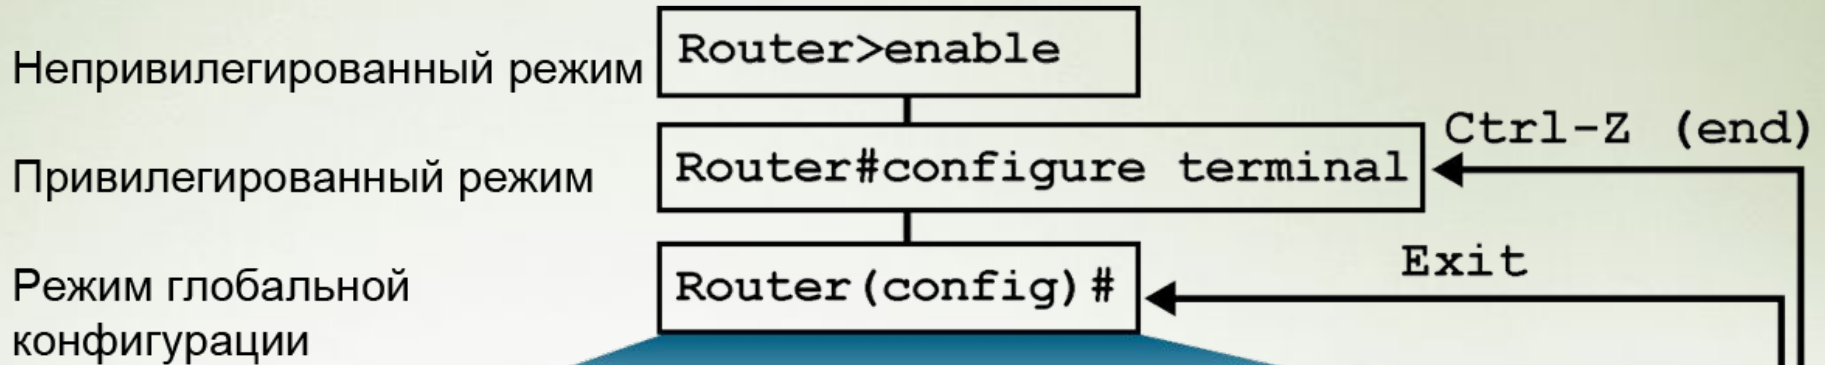 Непривилегированный режим
Router>enable
Ctrl-Z (end)
Привилегированный режим
Router#configure terminal
Exit
Режим глобальной
конфигурации
Router(config)#